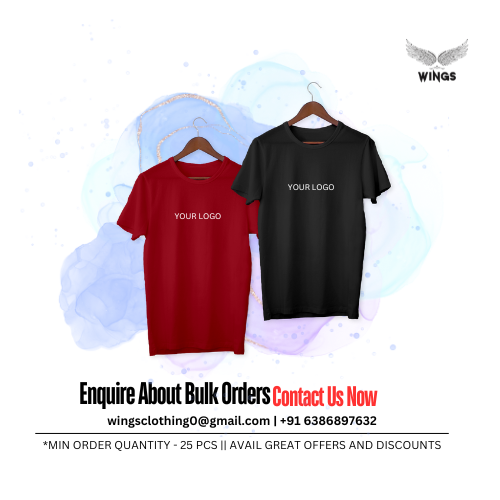 WINGS
YOUR LOGO
YOUR LOGO
Enquire About Bulk Orders Contact Us Now
wingsclothing0@gmail.com | +91 6386897632
*MIN ORDER QUANTITY - 25 PCS || AVAIL GREAT OFFERS AND DISCOUNTS